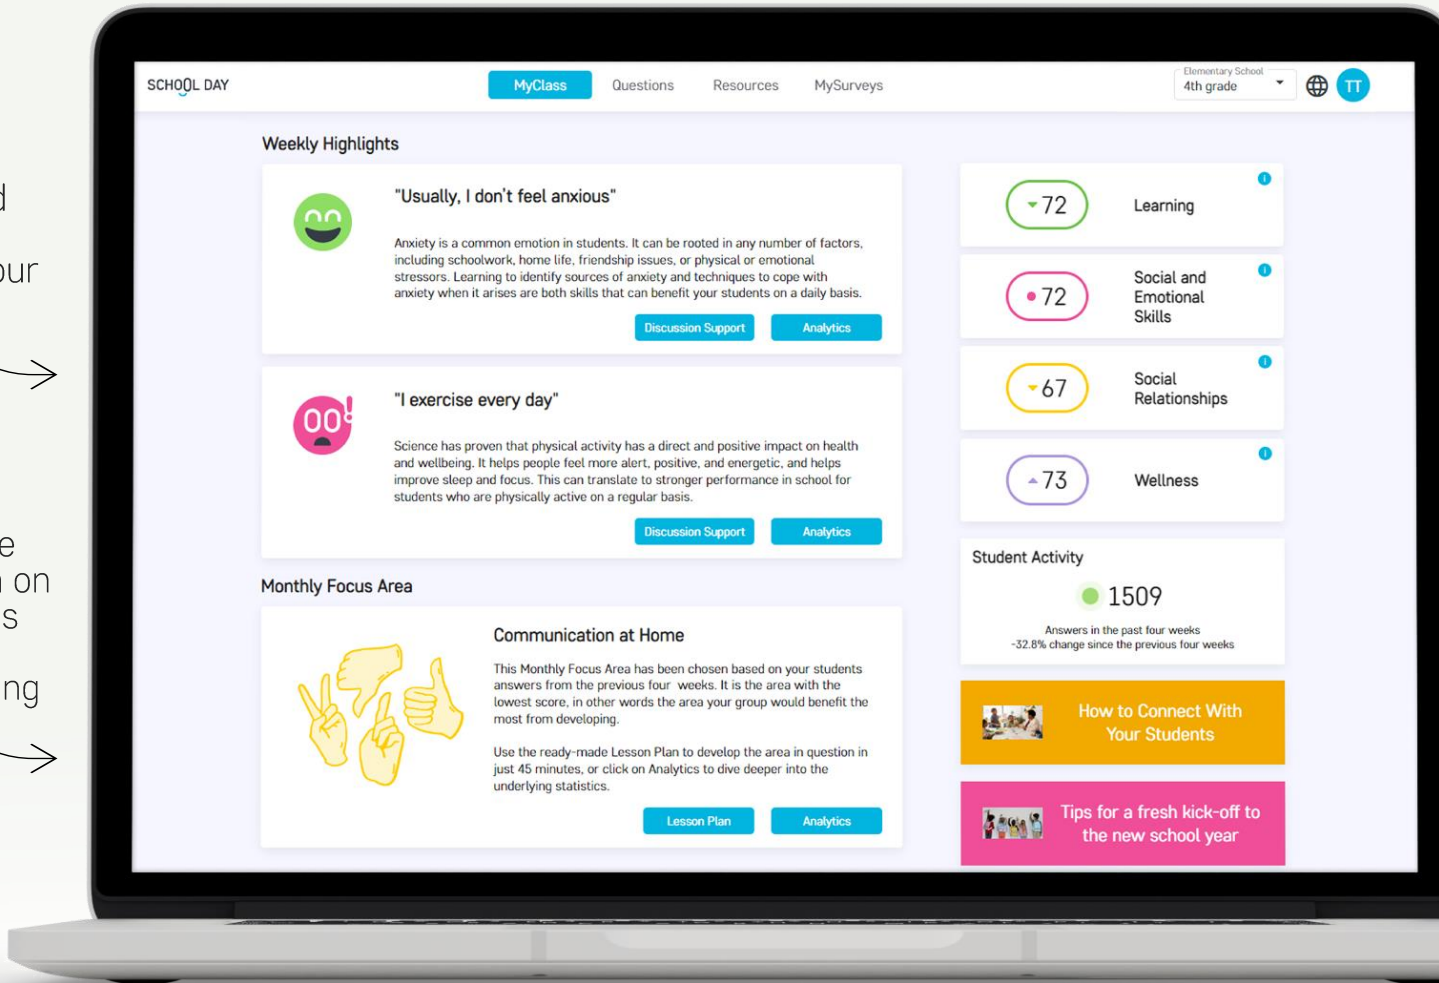 d
our
e
n on
s
ng
SCHOOL DAY
MyClass
Questions
Resources
MySurveys
Elementary School
4th grade
TT
Weekly Highlights
"Usually, I don't feel anxious"
Anxiety is a common emotion in students. It can be rooted in any number of factors,
including schoolwork, home life, friendship issues, or physical or emotional
stressors. Learning to identify sources of anxiety and techniques to cope with
anxiety when it arises are both skills that can benefit your students on a daily basis.
Discussion Support
Analytics
"I exercise every day"
Science has proven that physical activity has a direct and positive impact on health
and wellbeing. It helps people feel more alert, positive, and energetic, and helps
improve sleep and focus. This can translate to stronger performance in school for
students who are physically active on a regular basis.
Discussion Support
Analytics
Monthly Focus Area
Communication at Home
This Monthly Focus Area has been chosen based on your students
answers from the previous four weeks. It is the area with the
lowest score, in other words the area your group would benefit the
most from developing.
Use the ready-made Lesson Plan to develop the area in question in
just 45 minutes, or click on Analytics to dive deeper into the
underlying statistics.
Lesson Plan
Analytics
72
Learning
72
Social and
Emotional
Skills
67
Social
Relationships
73
Wellness
Student Activity
1509
Answers in the past four weeks
-32.8% change since the previous four weeks
How to Connect With
Your Students
Tips for a fresh kick-off to
the new school year